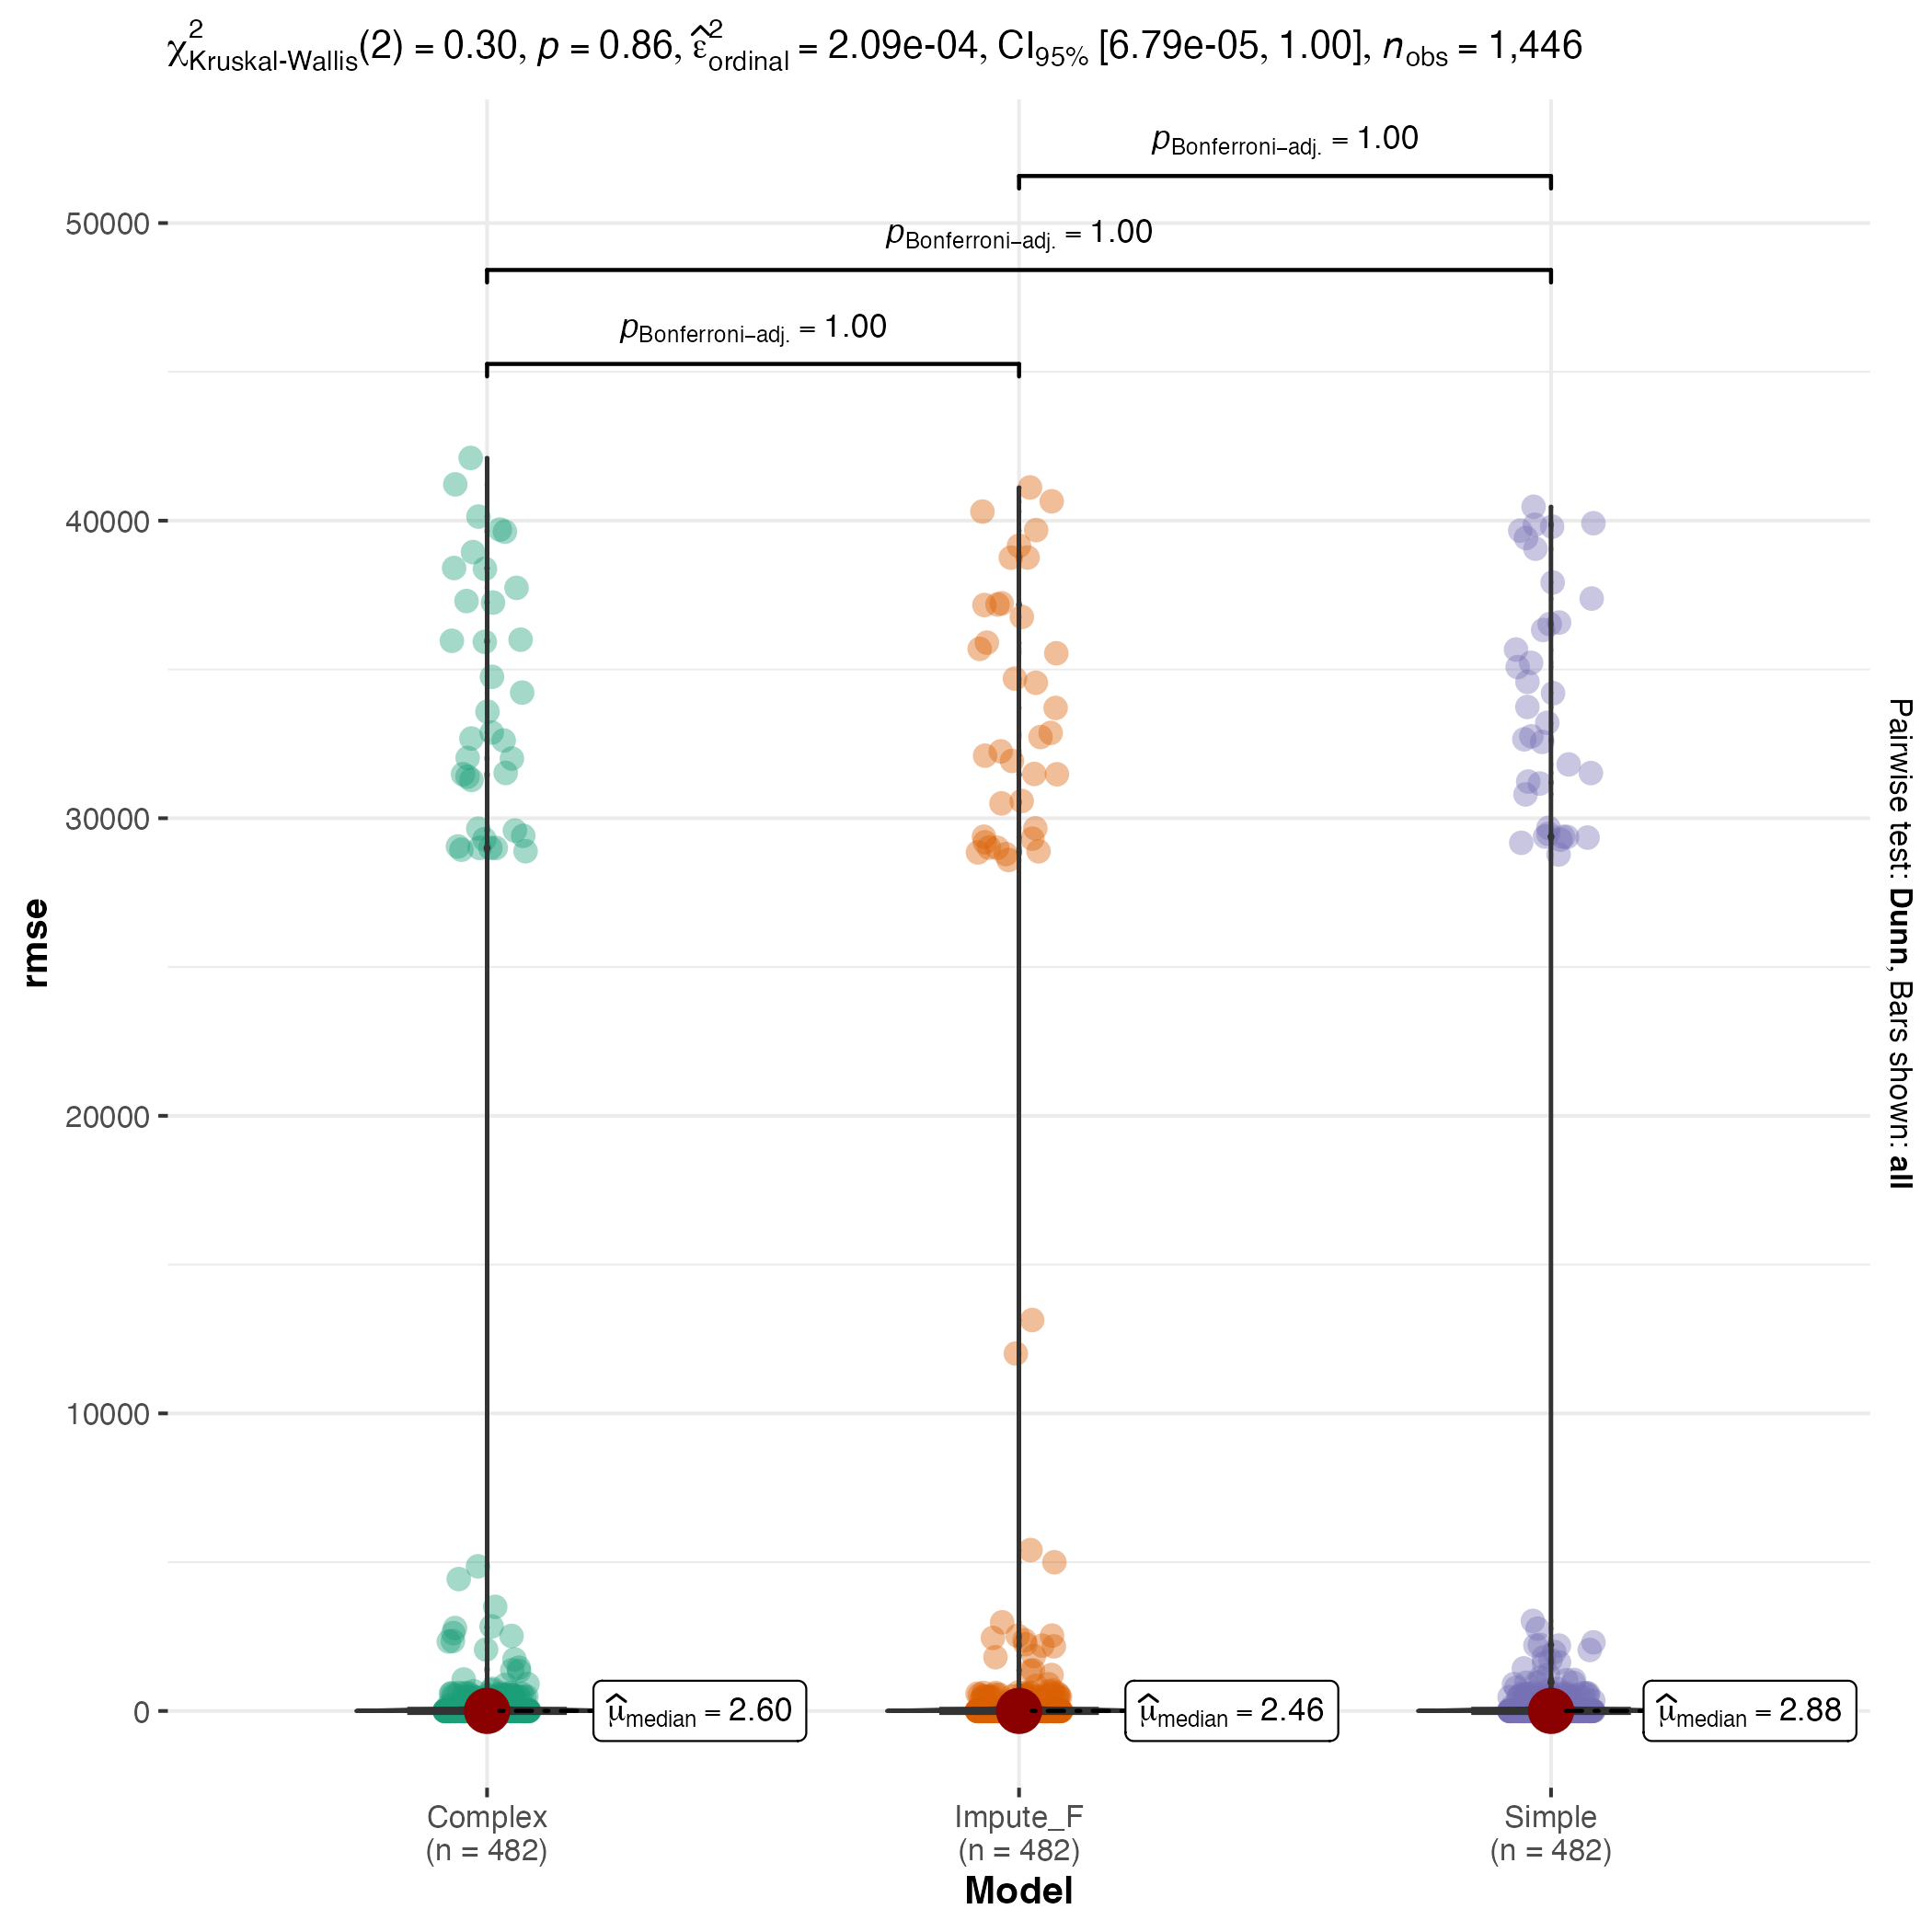 χ²Kruskal-Wallis(2) = 0.30, p = 0.86, ε̂²ordinal = 2.09e-04, CI95% [6.79e-05, 1.00], nobs = 1,446
pBonferroni−adj. = 1.00
50000
pBonferroni−adj. = 1.00
pBonferroni−adj. = 1.00
40000
30000
20000
10000
0
rmse
Pairwise test: Dunn, Bars shown: all
μ̂median = 2.60
μ̂median = 2.46
μ̂median = 2.88
Complex
(n = 482)
Impute_F
(n = 482)
Simple
(n = 482)
Model